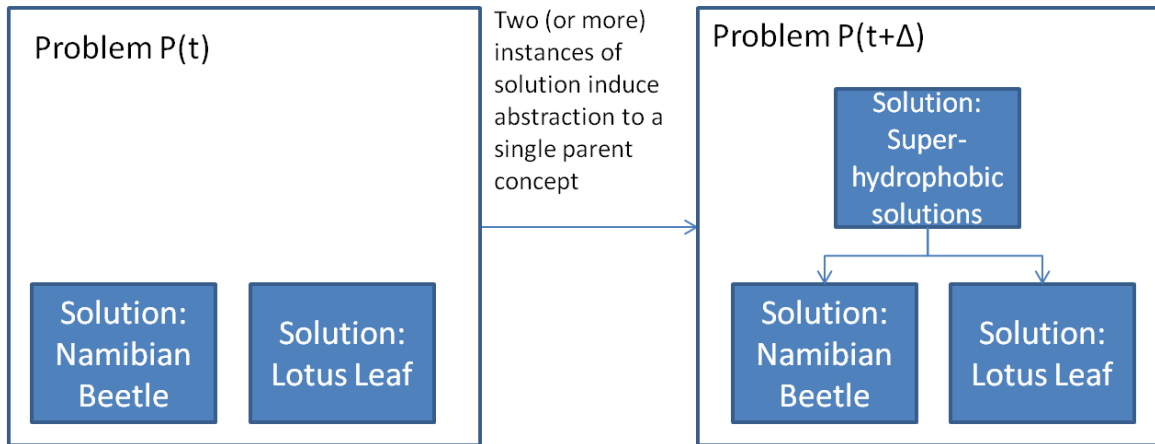 Problem P(t)
Solution:
Namibian
Beetle
Solution:
Lotus Leaf
Two (or more)
instances of
solution induce
abstraction to a
single parent
concept
Problem P(t+Δ)
Solution:
Super-
hydrophobic
solutions
Solution:
Namibian
Beetle
Solution:
Lotus Leaf